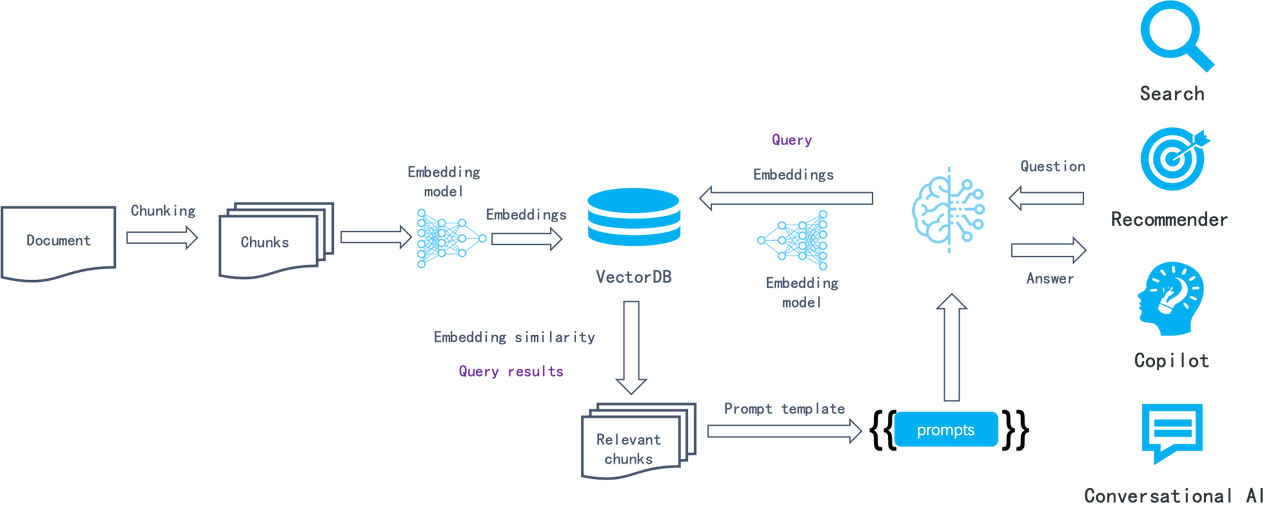 Search
Query
Question
Recommender
Embedding
model
Embeddings
Chunking
Embeddings
Document
Chunks
VectorDB
Embedding
model
Answer
Embedding similarity
Query results
Copilot
Relevant
chunks
Prompt template
{{ prompts }}
Conversational AI